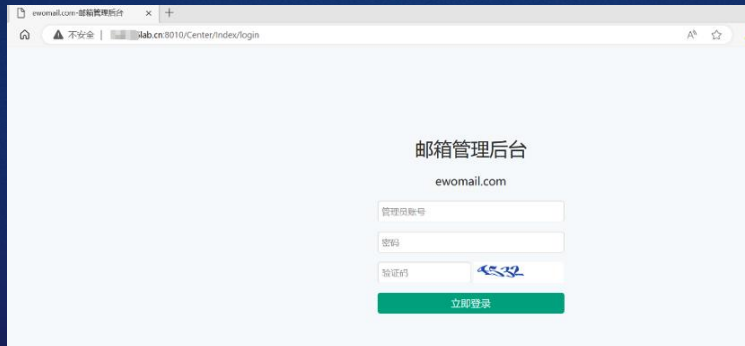 ewomail.com-邮箱管理后台
不安全 | lab.cn:8010/Center/Index/login
邮箱管理后台
ewomail.com
管理员账号
密码
验证码
立即登录